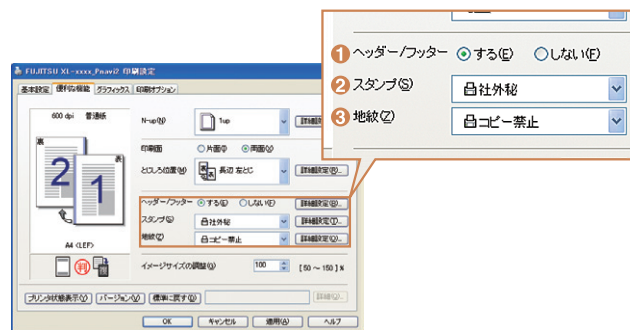 FUJITSU XL-xxxx_Pnavi2 印刷設定
基本設定 便利な機能 グラフィックス 印刷オプション
600 dpi 普通紙
N-up(N) 1up
印刷面 片面 両面
とじしろ位置(M) 長辺 左とじ 詳細設定(R)...
ヘッダー/フッター する(E) しない(F) 詳細設定(B)...
スタンプ(S) 社外秘 詳細設定(T)...
地紋(Z) コピー禁止 詳細設定(O)...
イメージサイズの調整(G) 100 [50 ～ 150]%
表 2 表 1
A4 (LEF)
プリンタ状態表示(Y) バージョン(V) 標準に戻す(D) 詳細(Q)...
OK キャンセル 適用(A) ヘルプ
1 ヘッダー/フッター する(E) しない(F)
2 スタンプ(S) 社外秘
3 地紋(Z) コピー禁止